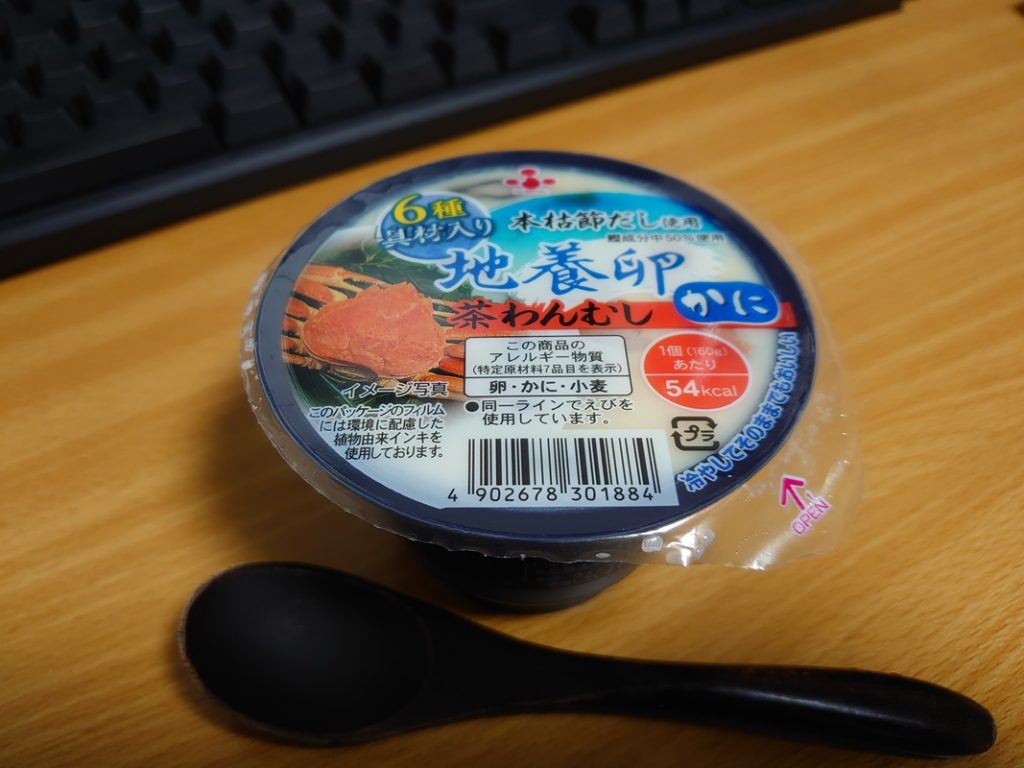 6種
具材入り
本枯節だし使用
鰹成分中50%使用
地養卵
茶わんむし
かに
この商品の
アレルギー物質
(特定原材料7品目を表示)
卵・かに・小麦
●同一ラインでえびを
使用しています。
1個(160g)
あたり
54kcal
イメージ写真
このパッケージのフィルム
には環境に配慮した
植物由来インキを
使用しております。
プラ
冷やしてそのままでもおいしい
OPEN
4 902678 301884